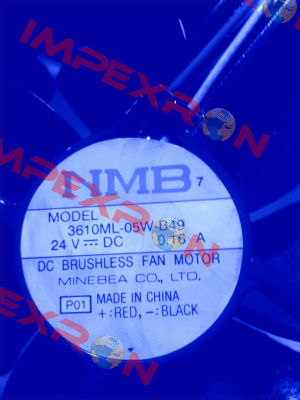 IMPEXRON
NMB 7
MODEL
3610ML-05W-B49
24 V ⎓ DC 0.16 A
DC BRUSHLESS FAN MOTOR
MINEBEA CO., LTD.
P01 MADE IN CHINA
+:RED, -:BLACK
IMPEXRON
IMPEXRON